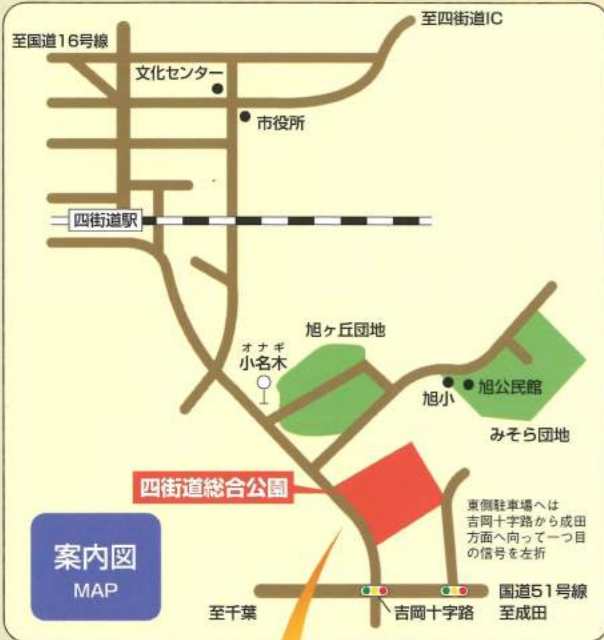 至四街道IC
至国道16号線
文化センター
市役所
四街道駅
旭ヶ丘団地
オナギ
小名木
旭小
旭公民館
みそら団地
四街道総合公園
東側駐車場へは
吉岡十字路から成田
方面へ向って一つ目
の信号を左折
案内図
MAP
国道51号線
至千葉
吉岡十字路
至成田